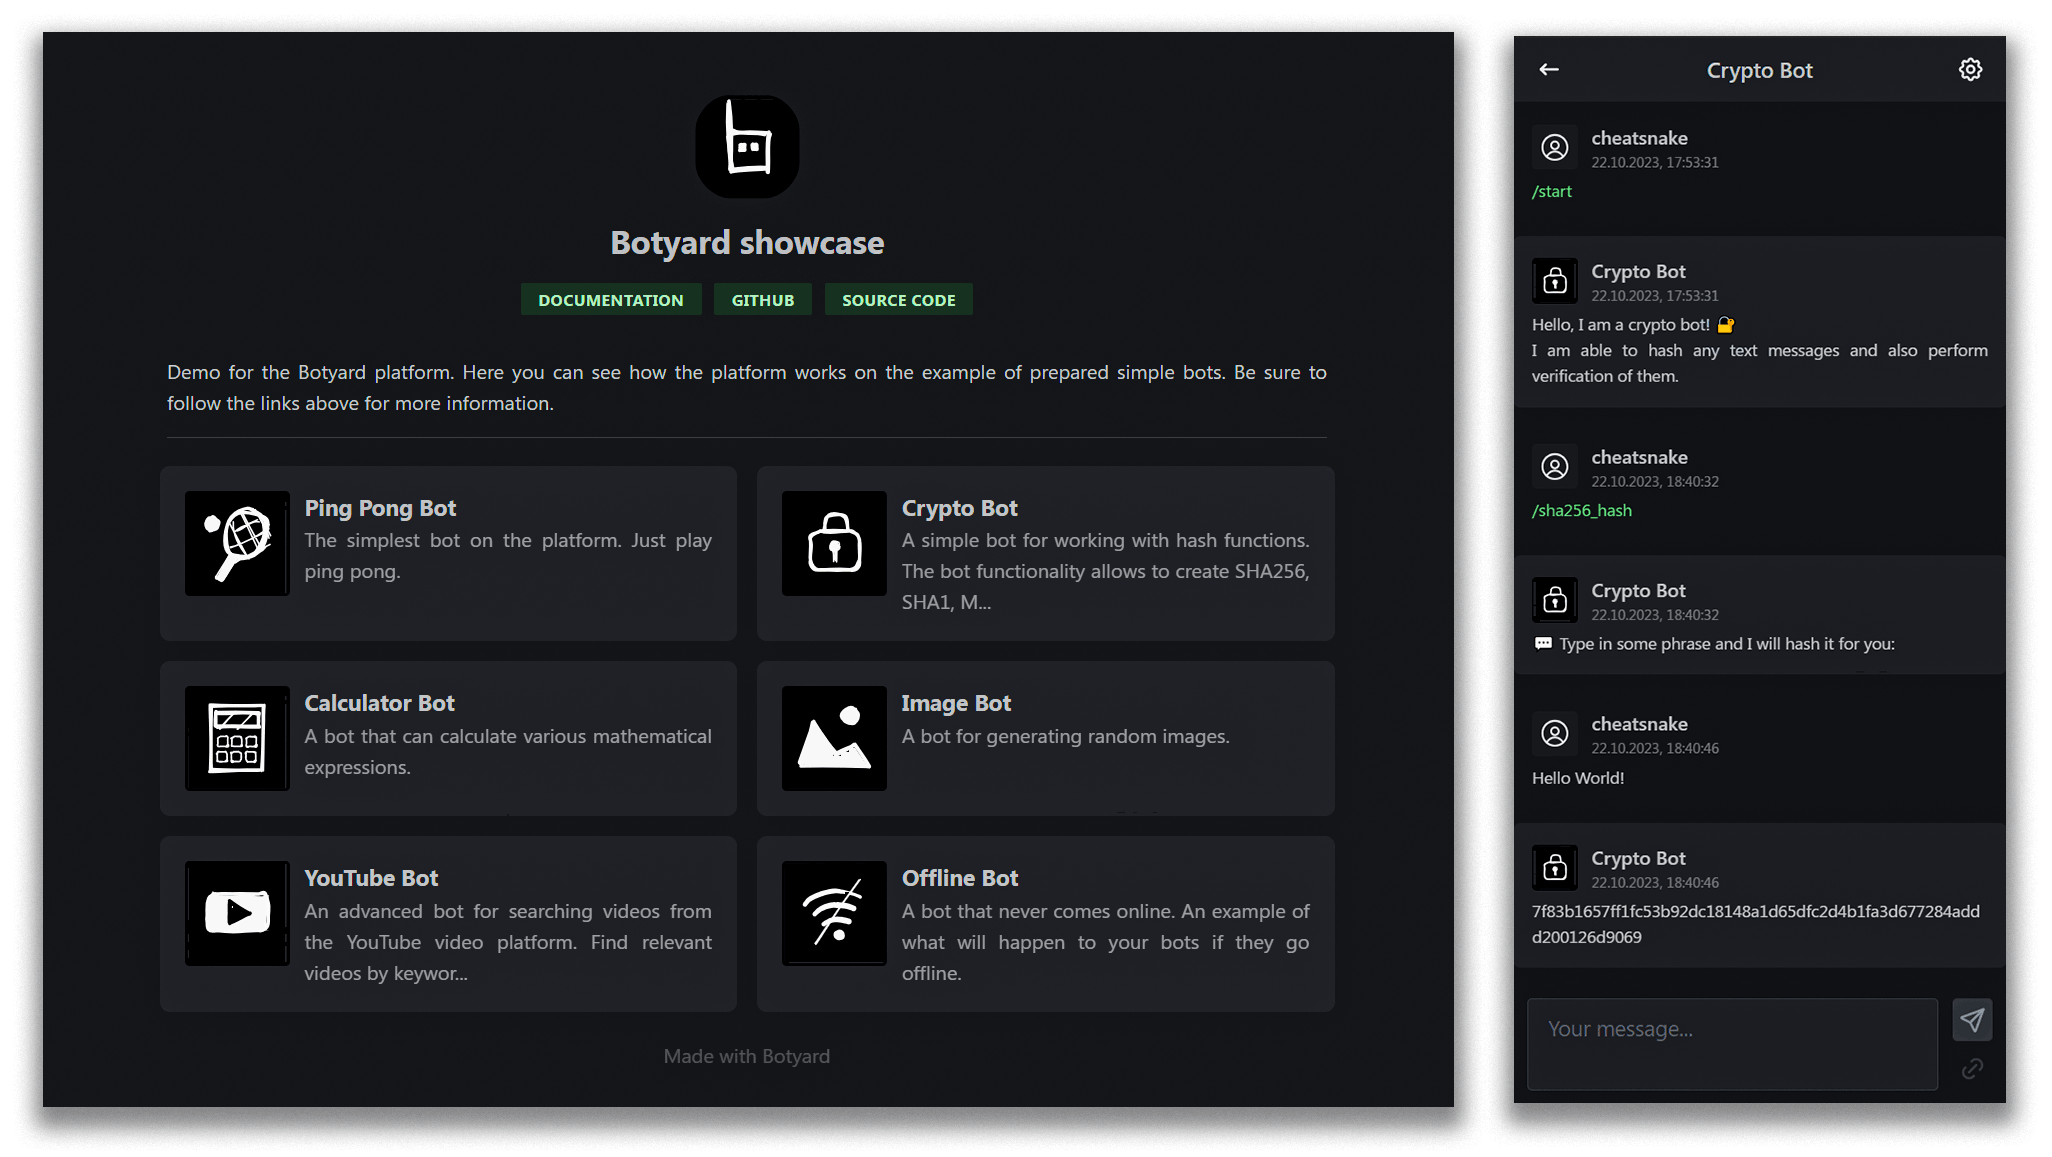 Botyard showcase
DOCUMENTATION
GITHUB
SOURCE CODE
Demo for the Botyard platform. Here you can see how the platform works on the example of prepared simple bots. Be sure to
follow the links above for more information.
Ping Pong Bot
The simplest bot on the platform. Just play
ping pong.
Crypto Bot
A simple bot for working with hash functions.
The bot functionality allows to create SHA256,
SHA1, M...
Calculator Bot
A bot that can calculate various mathematical
expressions.
Image Bot
A bot for generating random images.
YouTube Bot
An advanced bot for searching videos from
the YouTube video platform. Find relevant
videos by keywor...
Offline Bot
A bot that never comes online. An example of
what will happen to your bots if they go
offline.
Made with Botyard
Crypto Bot
cheatsnake
22.10.2023, 17:53:31
/start
Crypto Bot
22.10.2023, 17:53:31
Hello, I am a crypto bot! 🔐
I am able to hash any text messages and also perform
verification of them.
cheatsnake
22.10.2023, 18:40:32
/sha256_hash
Crypto Bot
22.10.2023, 18:40:32
💬 Type in some phrase and I will hash it for you:
cheatsnake
22.10.2023, 18:40:46
Hello World!
Crypto Bot
22.10.2023, 18:40:46
7f83b1657ff1fc53b92dc18148a1d65dfc2d4b1fa3d677284add
d200126d9069
Your message...